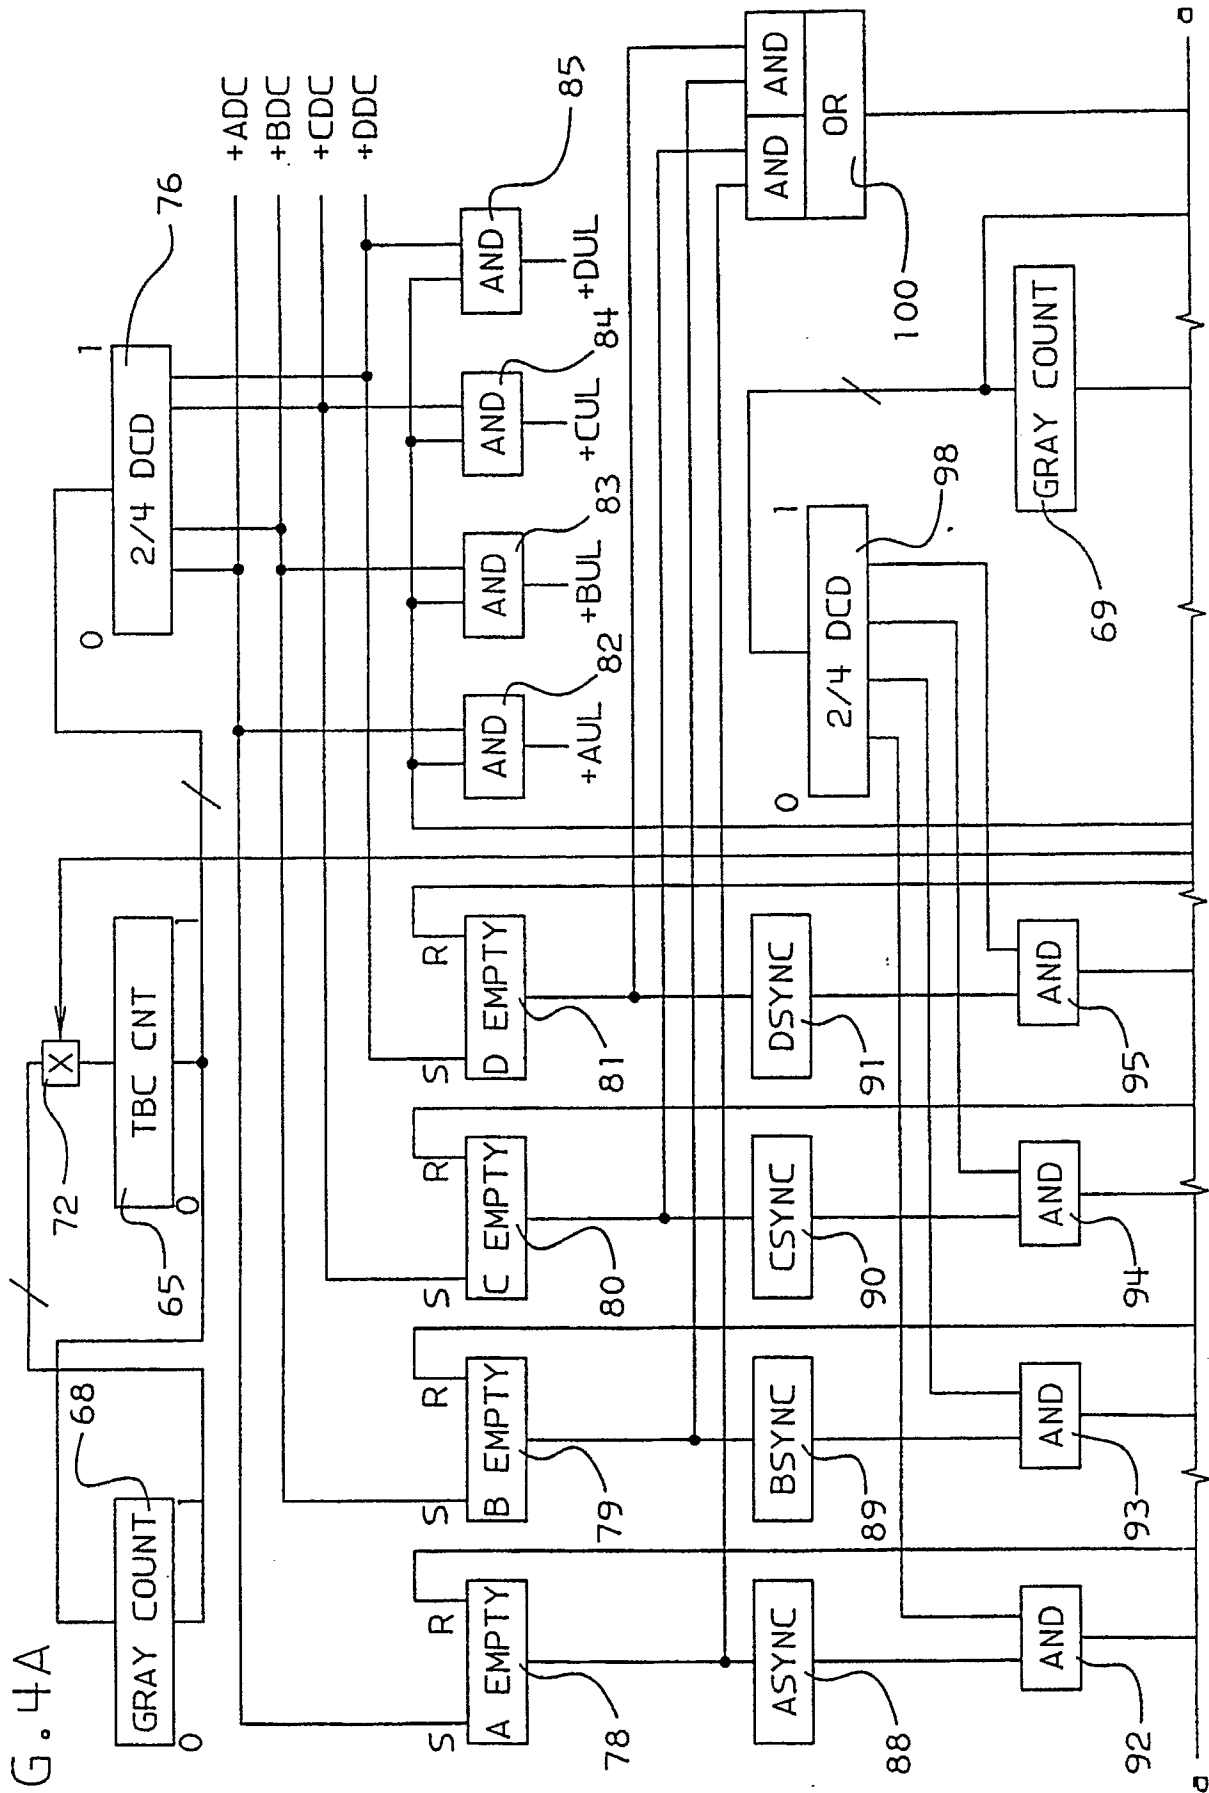 G. 4A
GRAY COUNT
0
1
68
72
X
TBC CNT
0
1
65
0
1
2/4 DCD
76
+ADC
+BDC
+CDC
+DDC
S
R
A EMPTY
78
S
R
B EMPTY
79
S
R
C EMPTY
80
S
R
D EMPTY
81
AND
82
+AUL
AND
83
+BUL
AND
84
+CUL
AND
85
+DUL
ASYNC
88
BSYNC
89
CSYNC
90
DSYNC
91
0
1
2/4 DCD
98
AND
AND
OR
100
AND
92
AND
93
AND
94
AND
95
GRAY COUNT
69
a
a